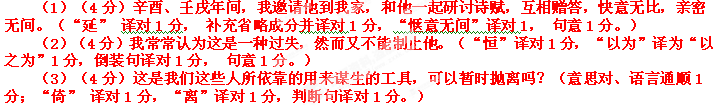 （1）（4 分）辛酉、壬戌年间，我邀请他到我家，和他一起研讨诗赋，互相赠答，快意无比，亲密
无间。（“延” 译对 1 分， 补充省略成分并译对 1 分，“惬意无间”译对 1， 句意 1 分。）
（2）（4 分）我常常认为这是一种过失，然而又不能制止他。（“恒”译对 1 分，“以为”译为“以
之为”1 分，倒装句译对 1 分， 句意 1 分。）
（3）（4 分）这是我们这些人所依靠的用来谋生的工具，可以暂时抛离吗？（意思对、语言通顺 1
分；“倚” 译对 1 分，“离”译对 1 分，判断句译对 1 分。）